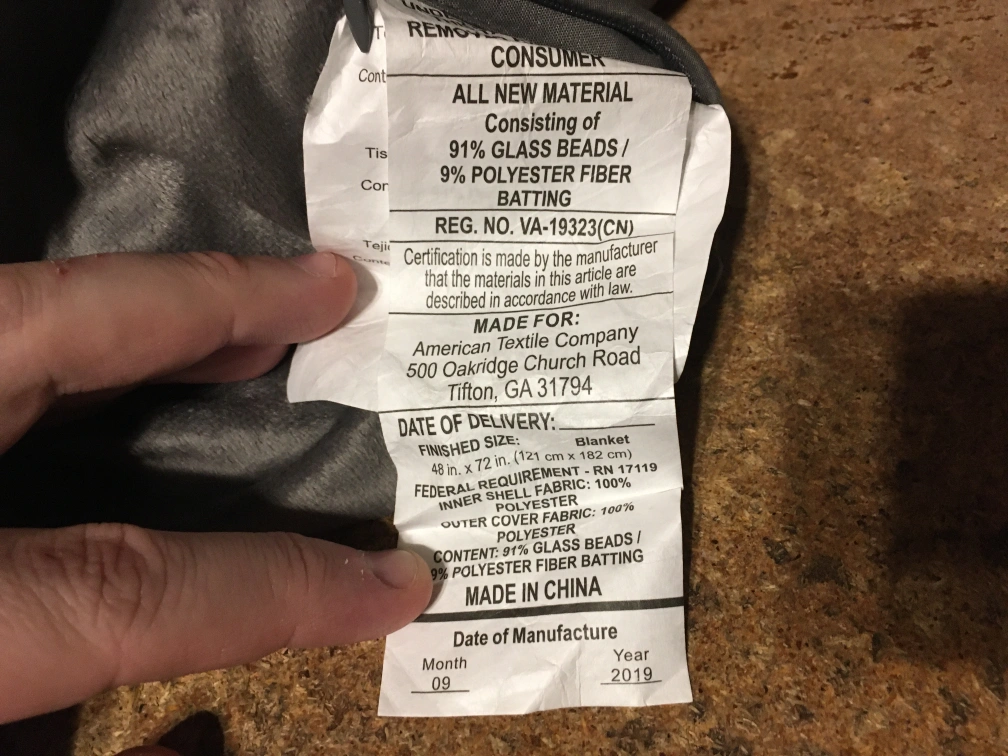 UNDER
CONSUMER
ALL NEW MATERIAL
Consisting of
91% GLASS BEADS /
9% POLYESTER FIBER
BATTING
REG. NO. VA-19323(CN)
Certification is made by the manufacturer
that the materials in this article are
described in accordance with law.
MADE FOR:
American Textile Company
500 Oakridge Church Road
Tifton, GA 31794
DATE OF DELIVERY:
FINISHED SIZE: Blanket
48 in. x 72 in. (121 cm x 182 cm)
FEDERAL REQUIREMENT - RN 17119
INNER SHELL FABRIC: 100%
POLYESTER
OUTER COVER FABRIC: 100%
POLYESTER
CONTENT: 91% GLASS BEADS /
9% POLYESTER FIBER BATTING
MADE IN CHINA
Date of Manufacture
Month Year
09 2019